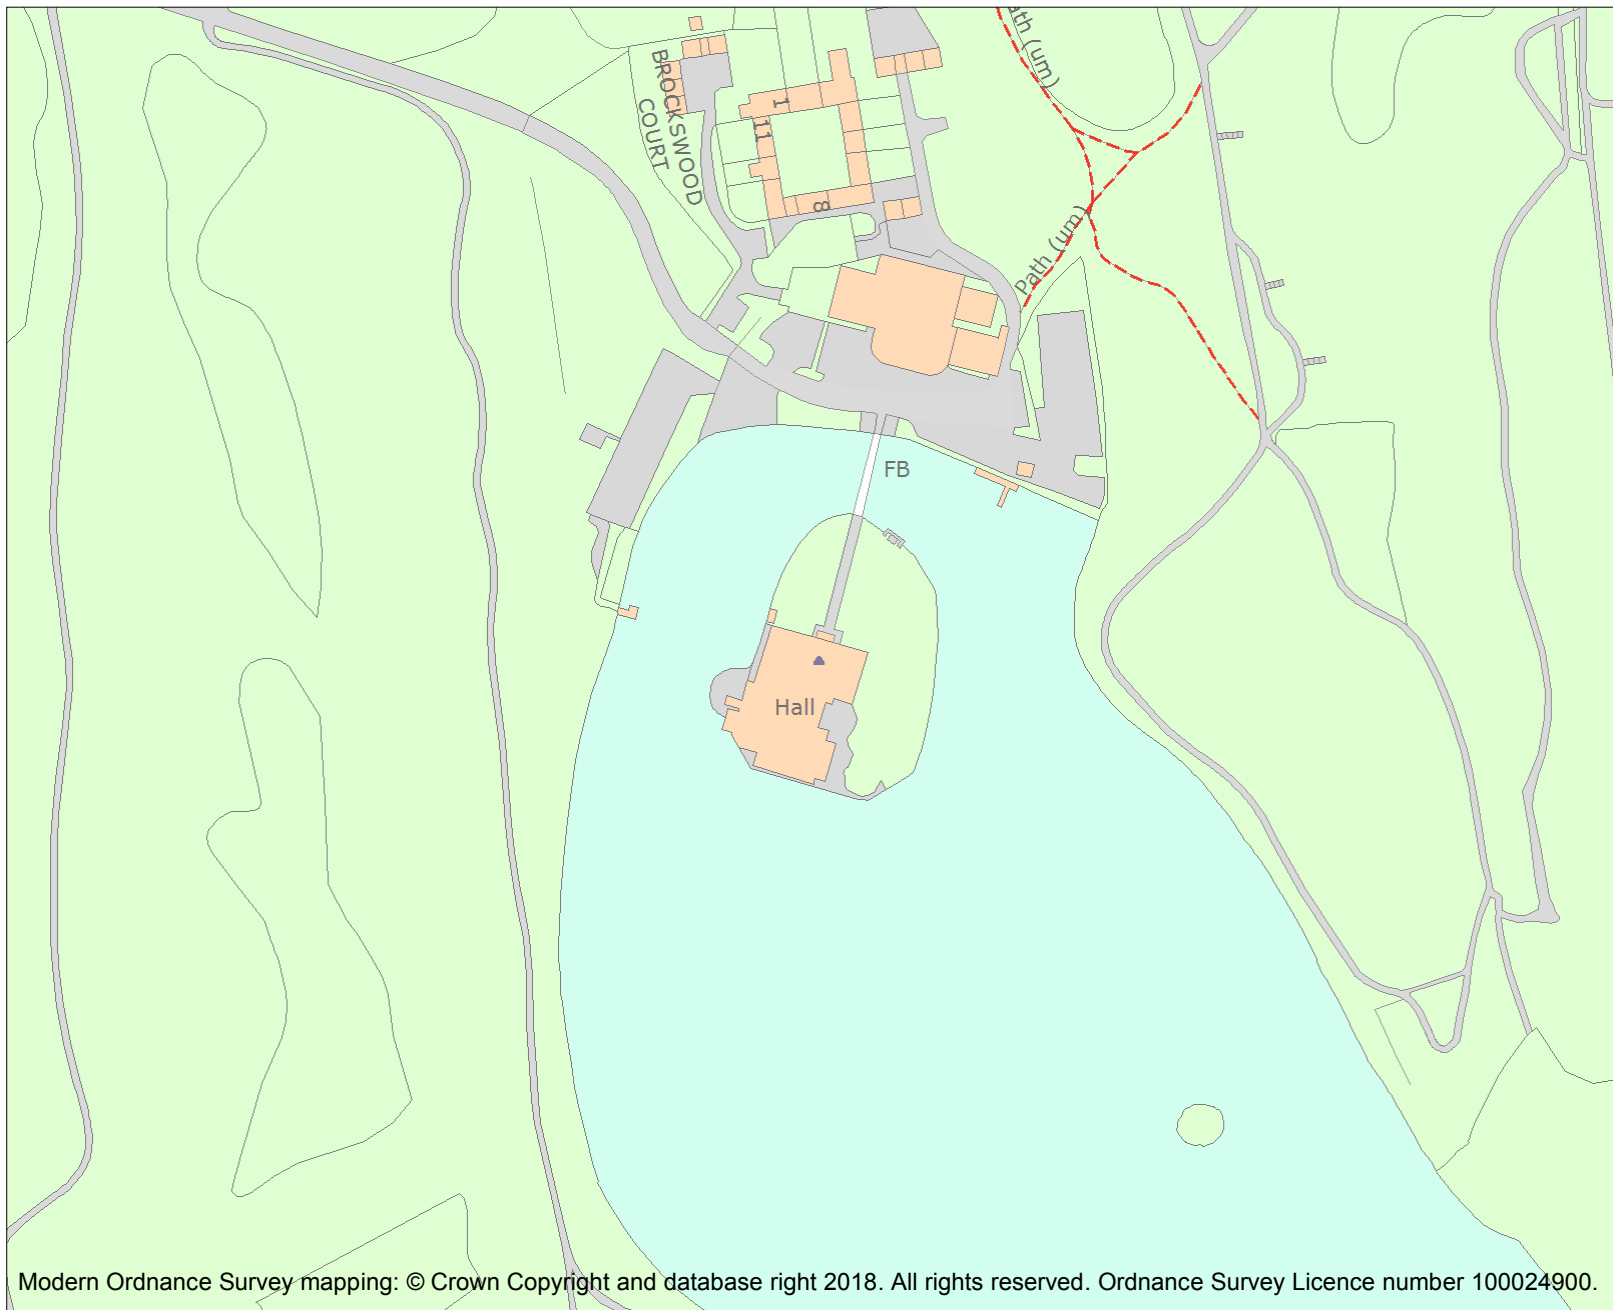 ath (um)
BROCKSWOOD
COURT
1
11
8
Path (um)
FB
Hall
Modern Ordnance Survey mapping: © Crown Copyright and database right 2018. All rights reserved. Ordnance Survey Licence number 100024900.